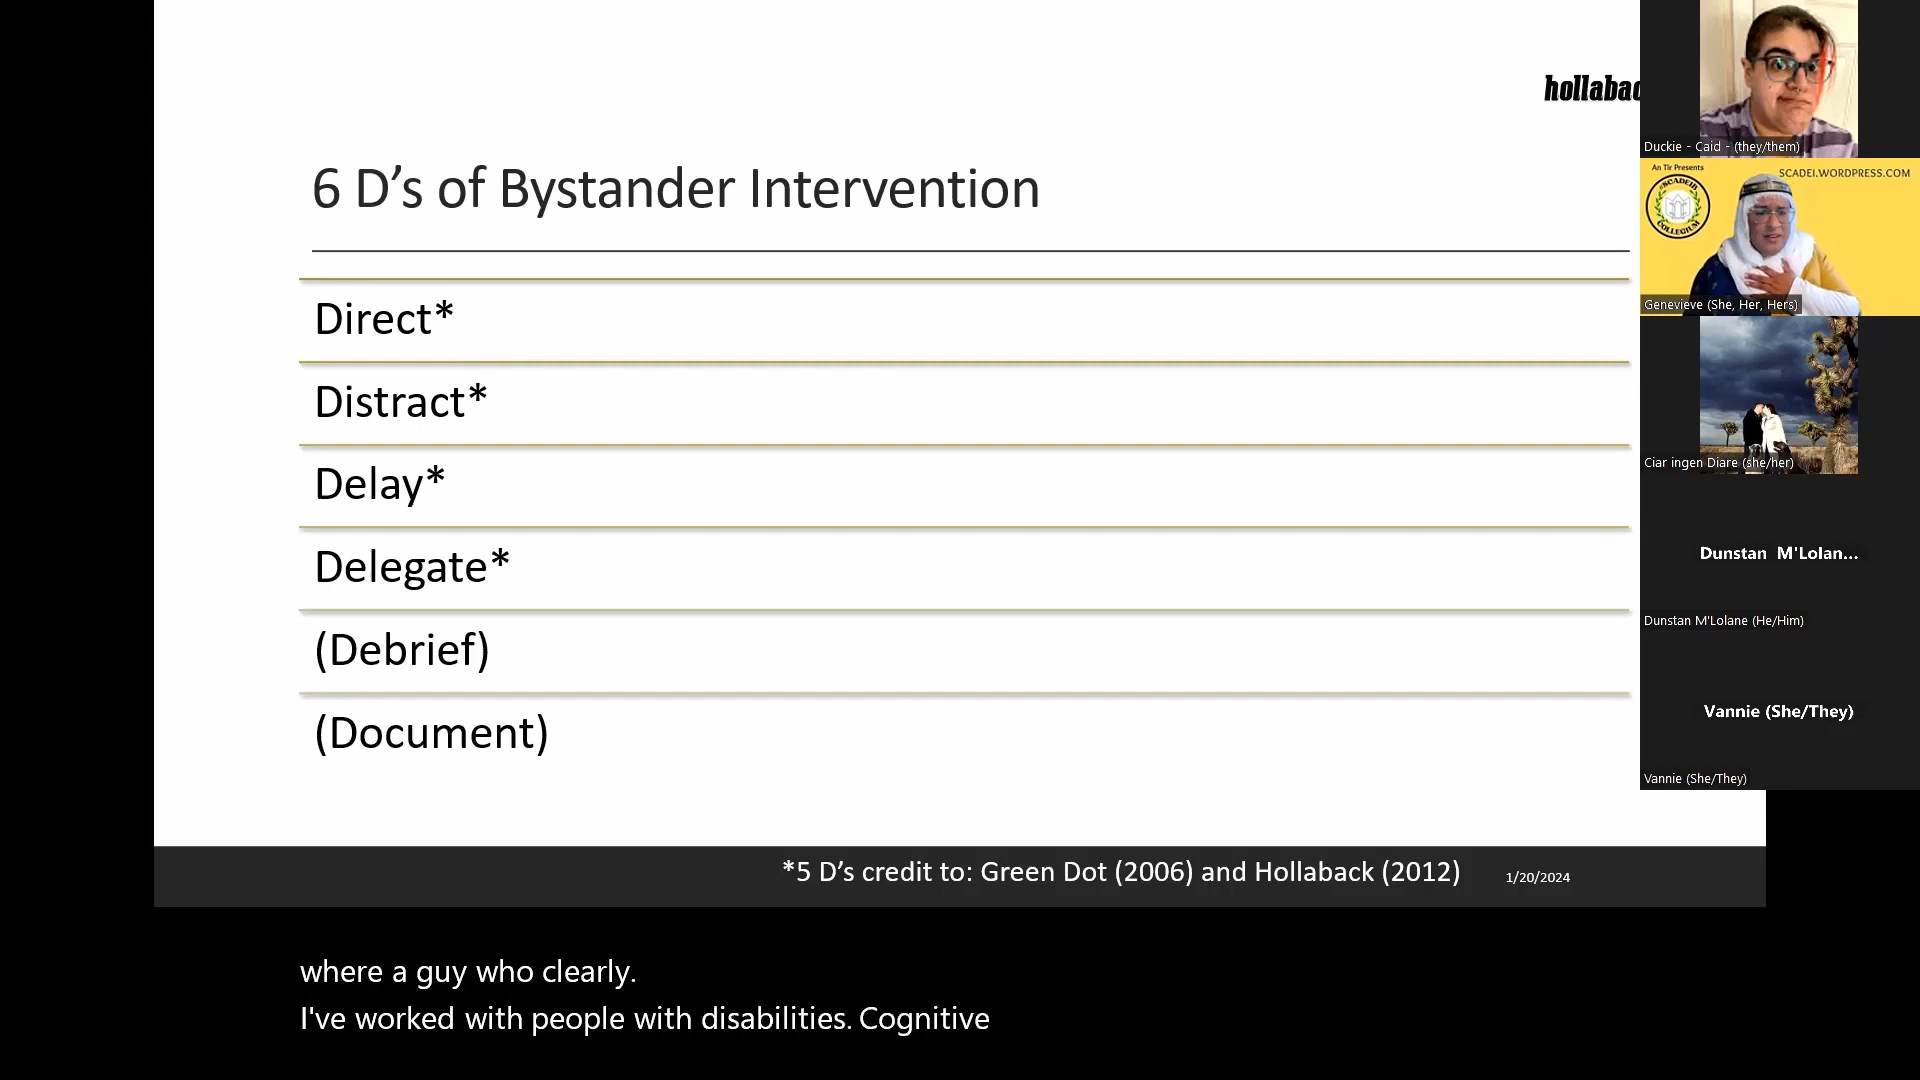 hollabac
6 D’s of Bystander Intervention
Direct*
Distract*
Delay*
Delegate*
(Debrief)
(Document)
*5 D’s credit to: Green Dot (2006) and Hollaback (2012)
1/20/2024
where a guy who clearly.
I've worked with people with disabilities. Cognitive
Duckie - Caid - (they/them)
An Tir Presents
SCADEI.WORDPRESS.COM
SCADEIB
COLLEGIUM
Genevieve (She, Her, Hers)
Ciar ingen Diare (she/her)
Dunstan M'Lolan...
Dunstan M'Lolane (He/Him)
Vannie (She/They)
Vannie (She/They)